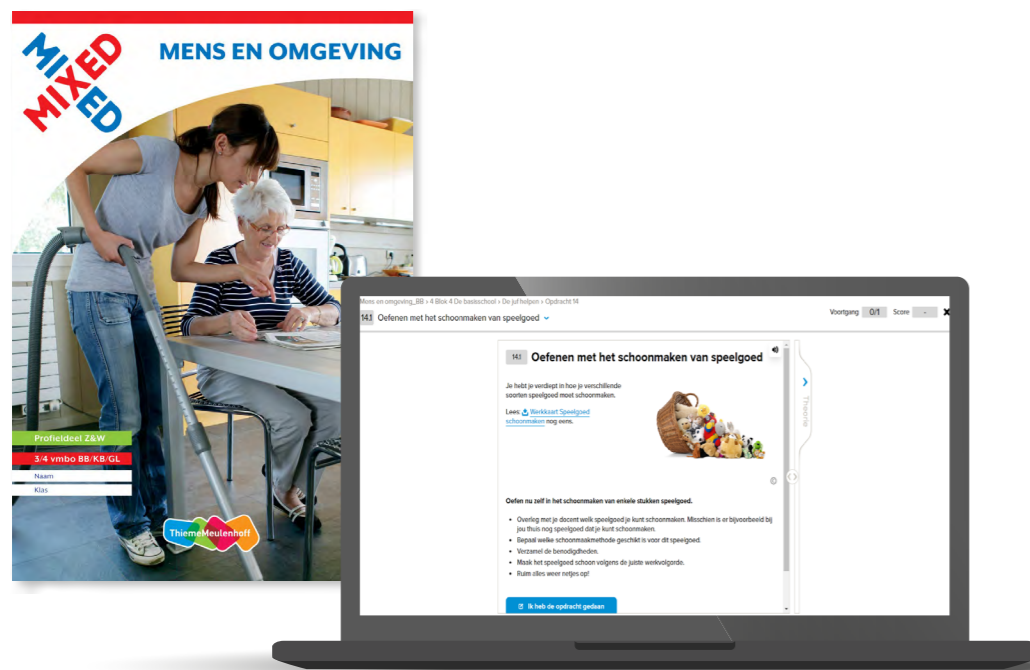 MIXED
MIXED
MENS EN OMGEVING
Profieldeel Z&W
3/4 vmbo BB/KB/GL
Naam
Klas
ThiemeMeulenhoff
Mens en omgeving_BB › 4 Blok 4 De basisschool › De juf helpen › Opdracht 14
14.1 Oefenen met het schoonmaken van speelgoed
Voortgang 0/1 Score -
14.1 Oefenen met het schoonmaken van speelgoed
Je hebt je verdiept in hoe je verschillende
soorten speelgoed moet schoonmaken.
Lees Werkkaart Speelgoed
schoonmaken nog eens.
Theorie
Oefen nu zelf in het schoonmaken van enkele stukken speelgoed.
• Overleg met je docent welk speelgoed je kunt schoonmaken. Misschien is er bijvoorbeeld bij
jou thuis nog speelgoed dat je kunt schoonmaken.
• Bepaal welke schoonmaakmethode geschikt is voor dit speelgoed.
• Verzamel de benodigdheden.
• Maak het speelgoed schoon volgens de juiste werkvolgorde.
• Ruim alles weer netjes op!
Ik heb de opdracht gedaan